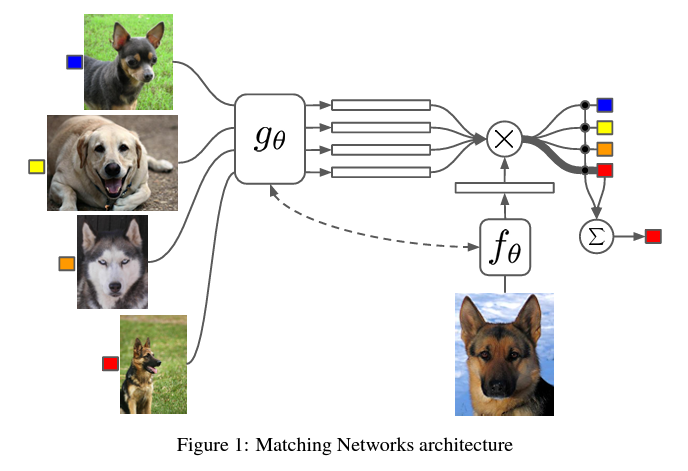 gθ
×
fθ
Σ
Figure 1: Matching Networks architecture